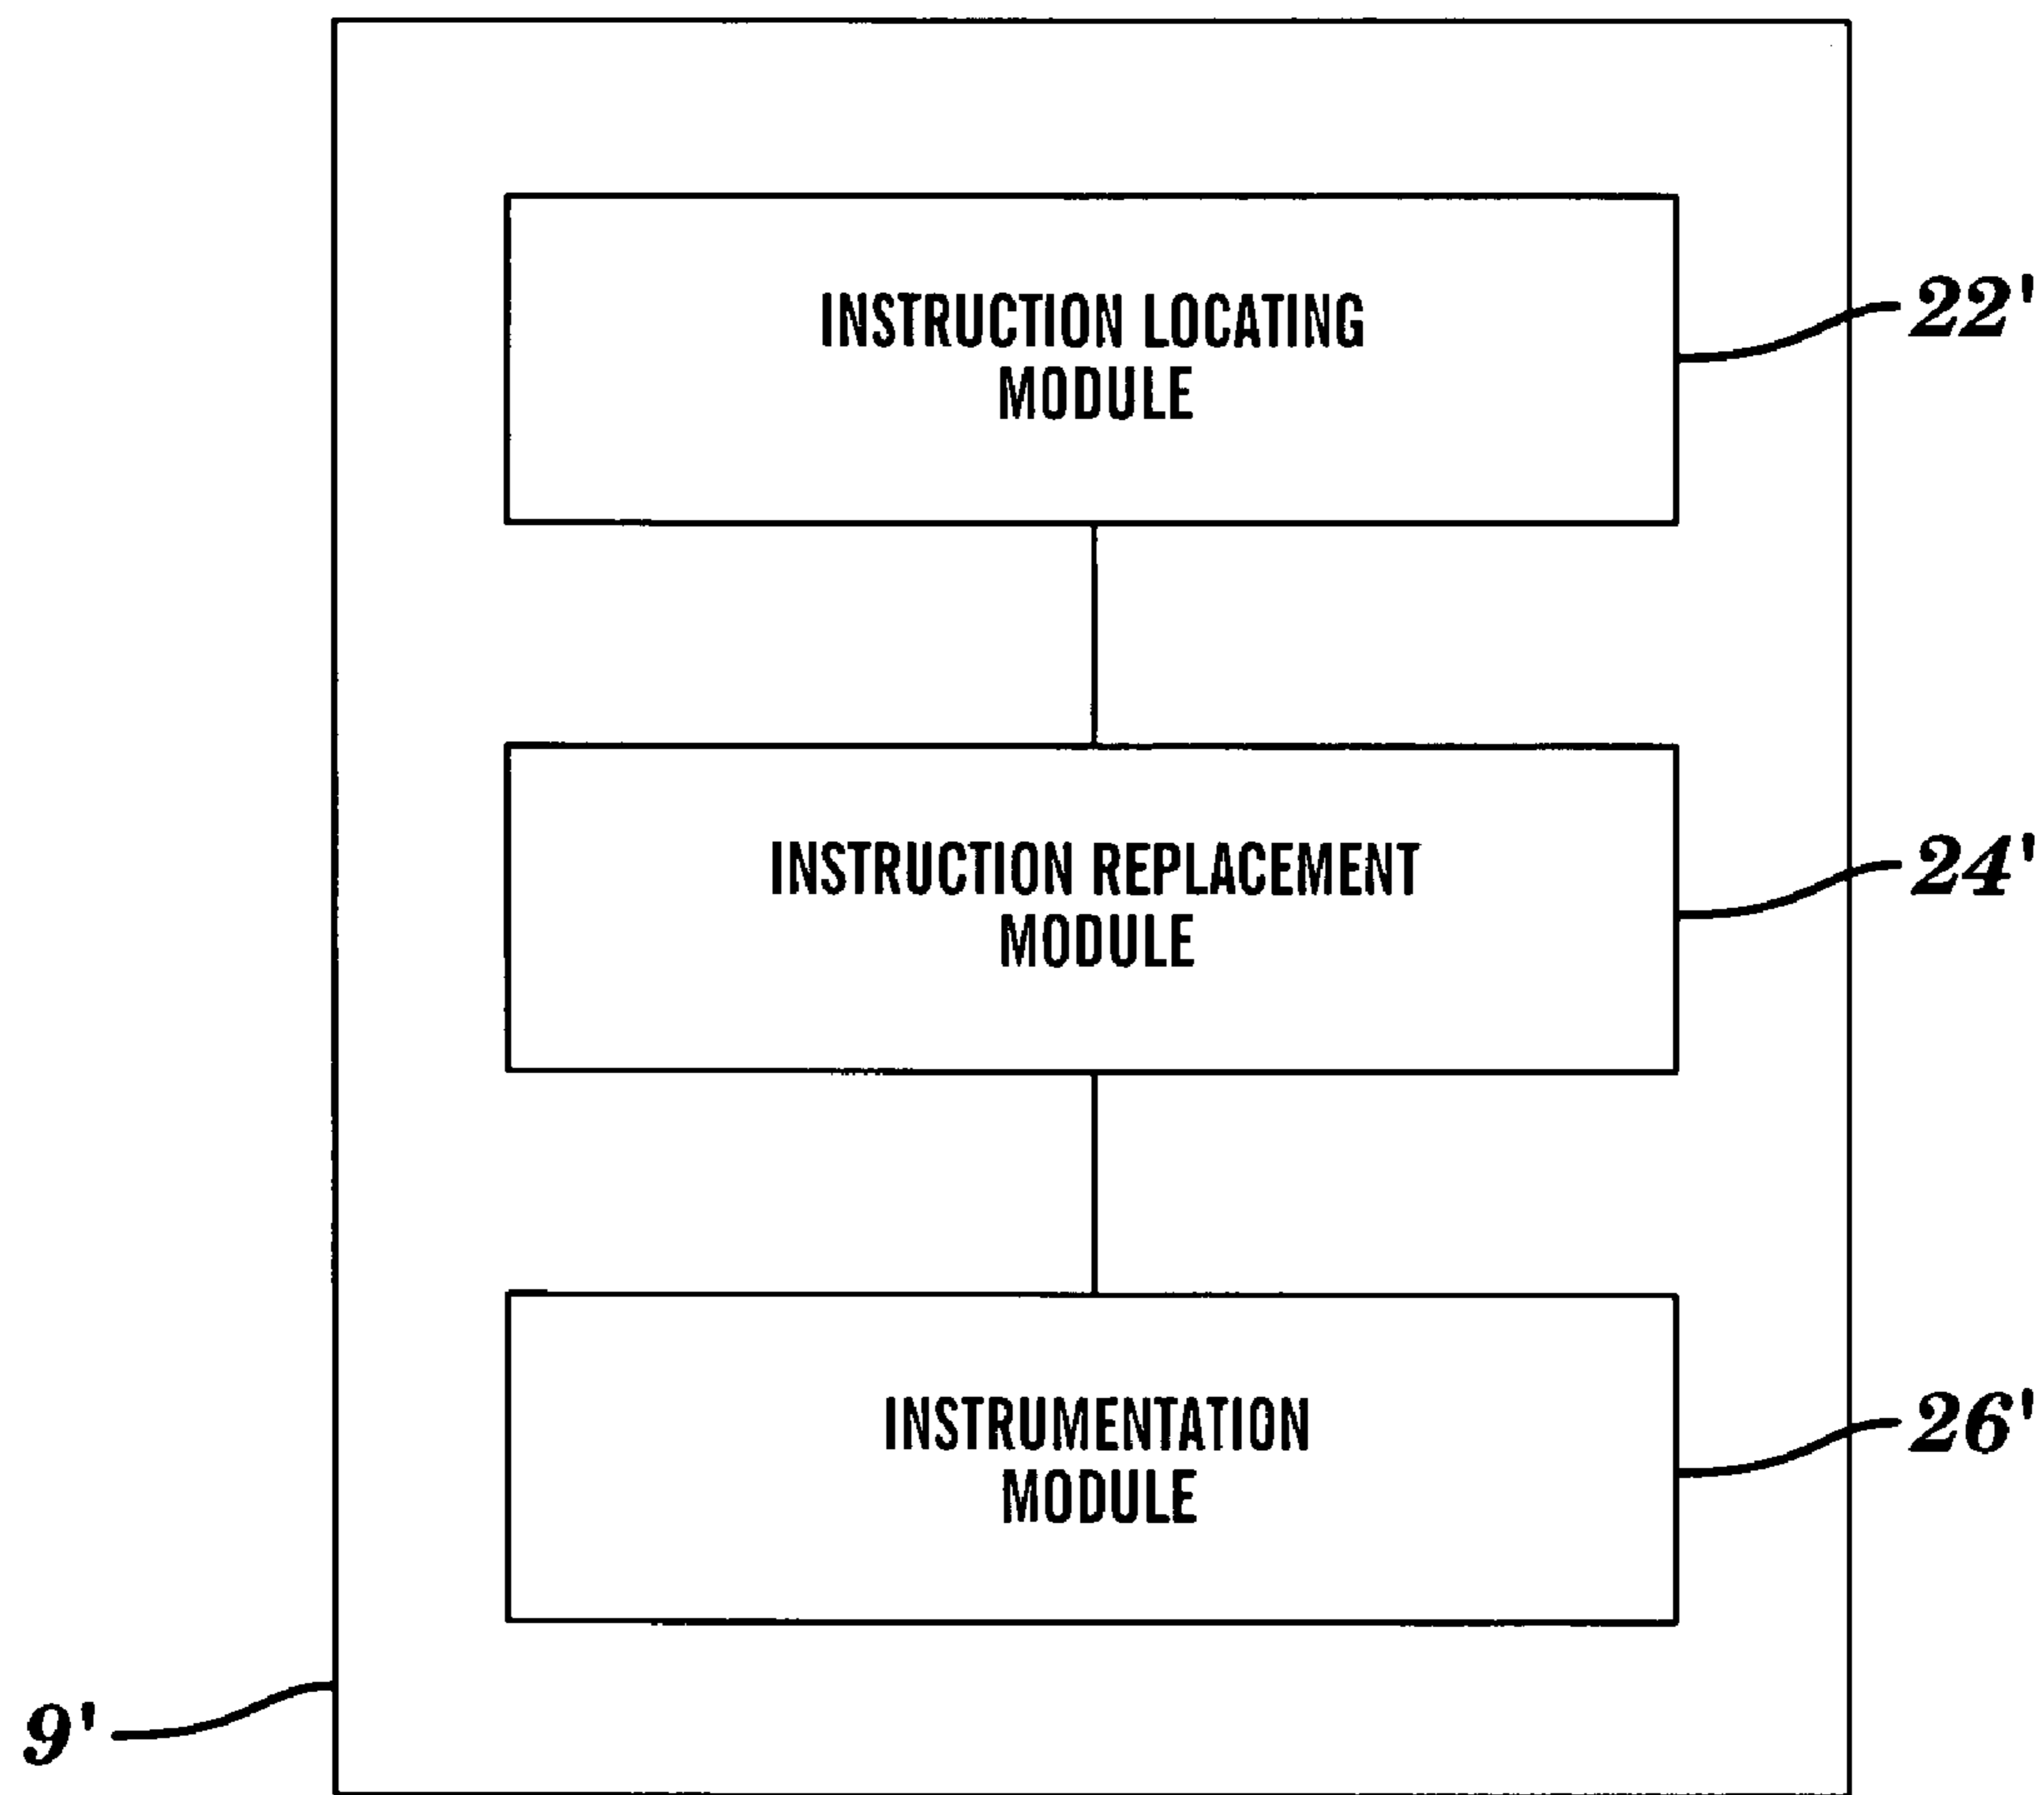 INSTRUCTION LOCATING
MODULE
22'
INSTRUCTION REPLACEMENT
MODULE
24'
INSTRUMENTATION
MODULE
26'
9'